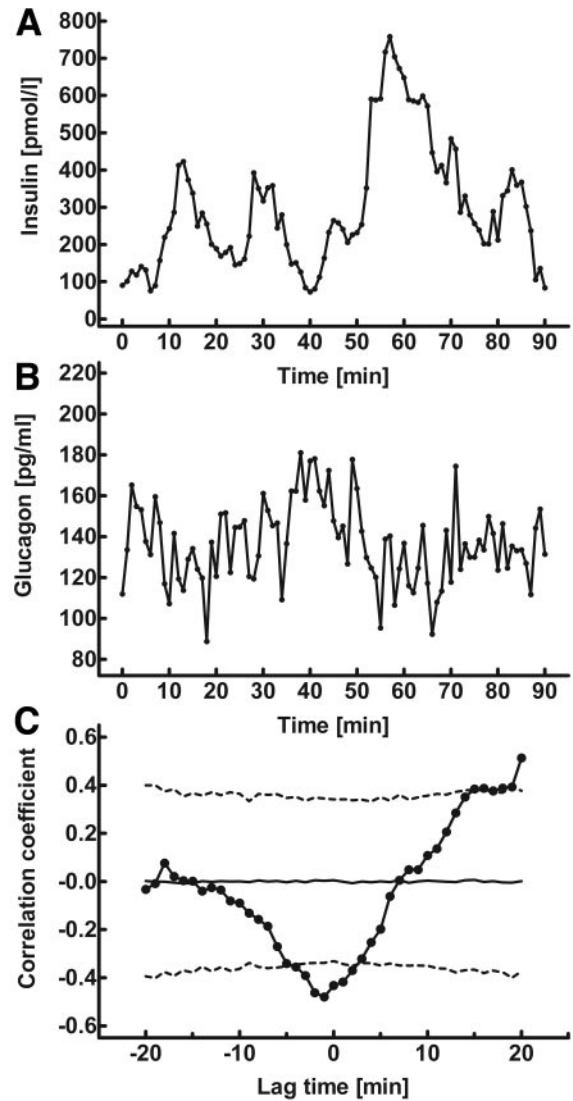 A
Insulin [pmol/l]
800
700
600
500
400
300
200
100
0
0 10 20 30 40 50 60 70 80 90
Time [min]
B
Glucagon [pg/ml]
220
200
180
160
140
120
100
80
0 10 20 30 40 50 60 70 80 90
Time [min]
C
Correlation coefficient
0.6
0.4
0.2
-0.0
-0.2
-0.4
-0.6
-20 -10 0 10 20
Lag time [min]